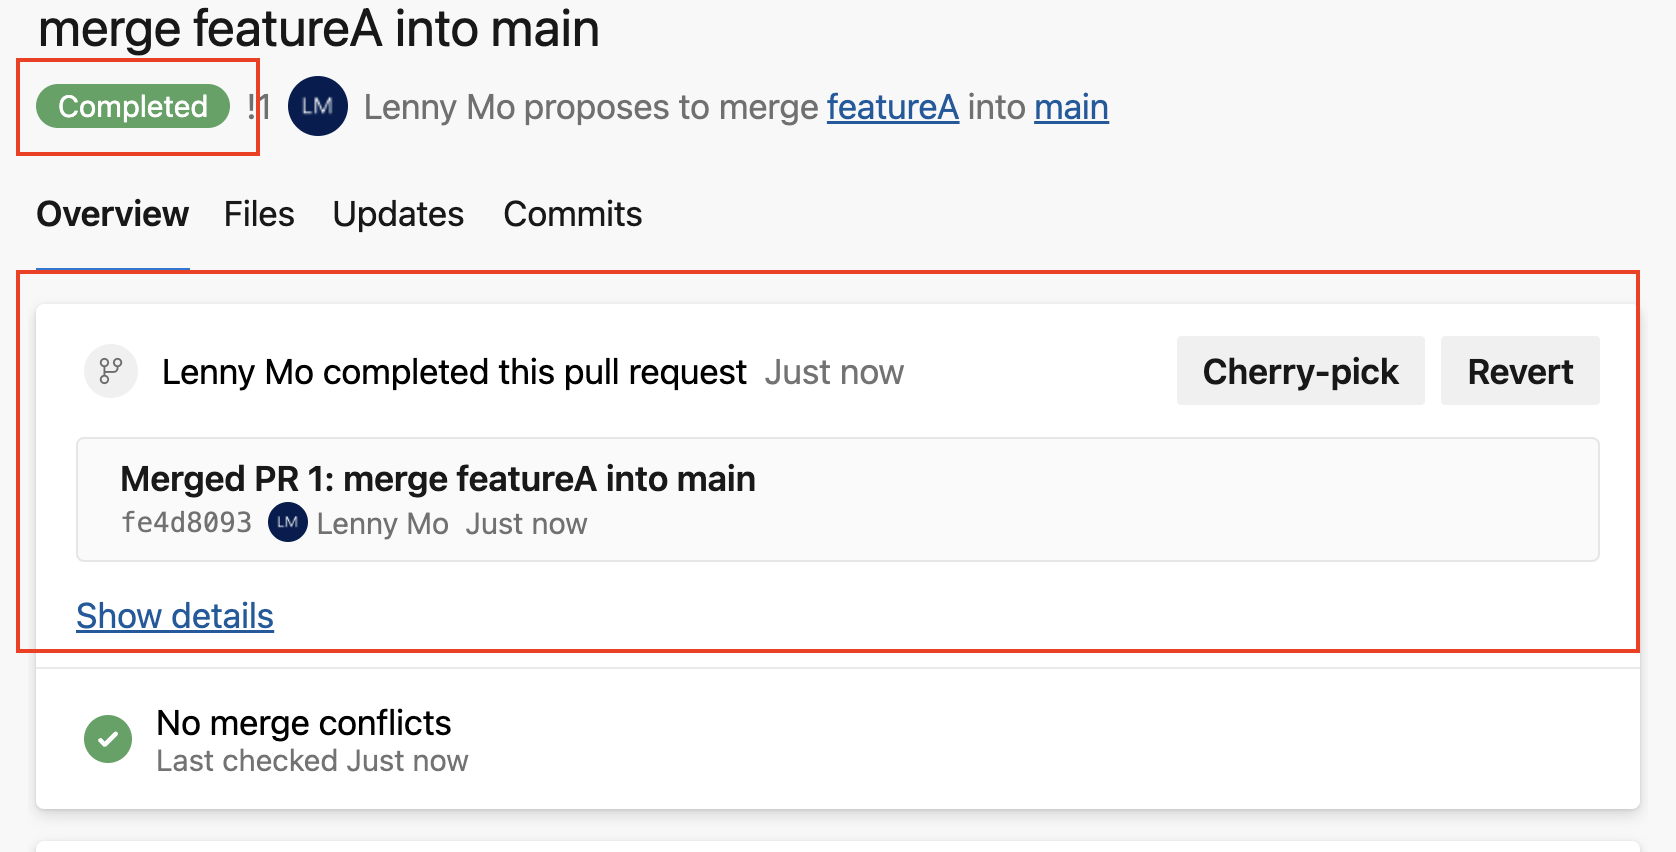 merge featureA into main
Completed !1 LM Lenny Mo proposes to merge featureA into main
Overview Files Updates Commits
Lenny Mo completed this pull request Just now Cherry-pick Revert
Merged PR 1: merge featureA into main
fe4d8093 LM Lenny Mo Just now
Show details
No merge conflicts
Last checked Just now